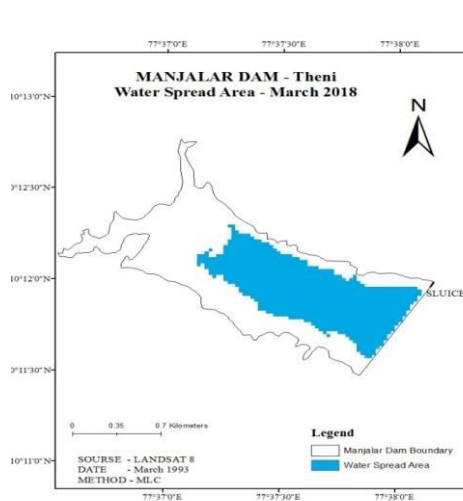 77°37'0"E 77°37'30"E 77°38'0"E
MANJALAR DAM - Theni
Water Spread Area - March 2018
N
10°13'0"N
0°12'30"N
0°12'0"N
0°11'30"N
10°11'0"N
SLUICE
0 0.35 0.7 Kilometers
SOURSE - LANDSAT 8
DATE - March 1993
METHOD - MLC
Legend
Manjalar Dam Boundary
Water Spread Area
77°37'0"E 77°37'30"E 77°38'0"E